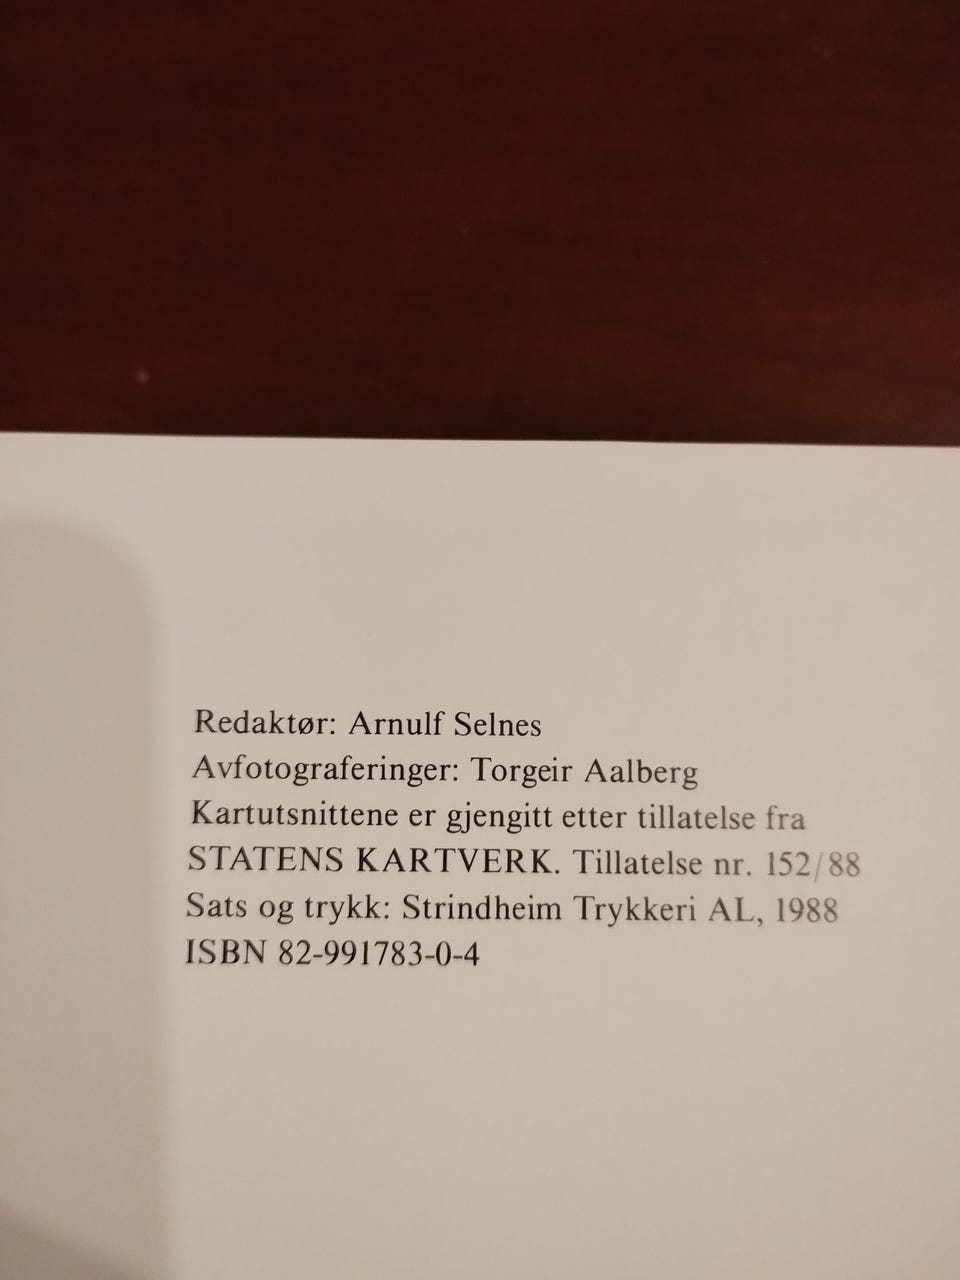 Redaktør: Arnulf Selnes
Avfotograferinger: Torgeir Aalberg
Kartutsnittene er gjengitt etter tillatelse fra
STATENS KARTVERK. Tillatelse nr. 152/88
Sats og trykk: Strindheim Trykkeri AL, 1988
ISBN 82-991783-0-4